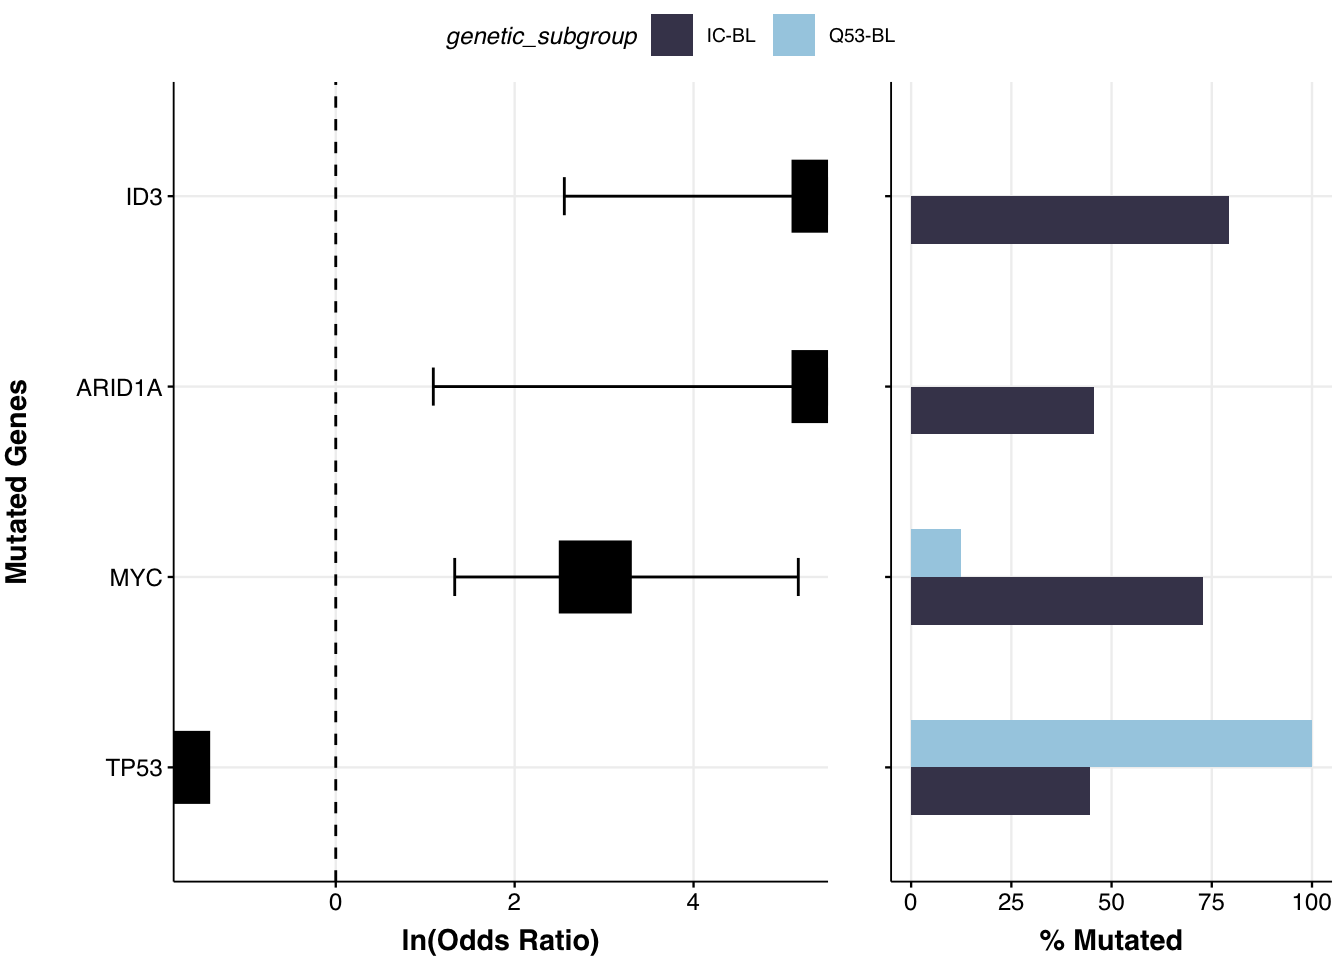 genetic_subgroup IC-BL Q53-BL
Mutated Genes
ID3
ARID1A
MYC
TP53
0 2 4
0 25 50 75 100
ln(Odds Ratio)
% Mutated